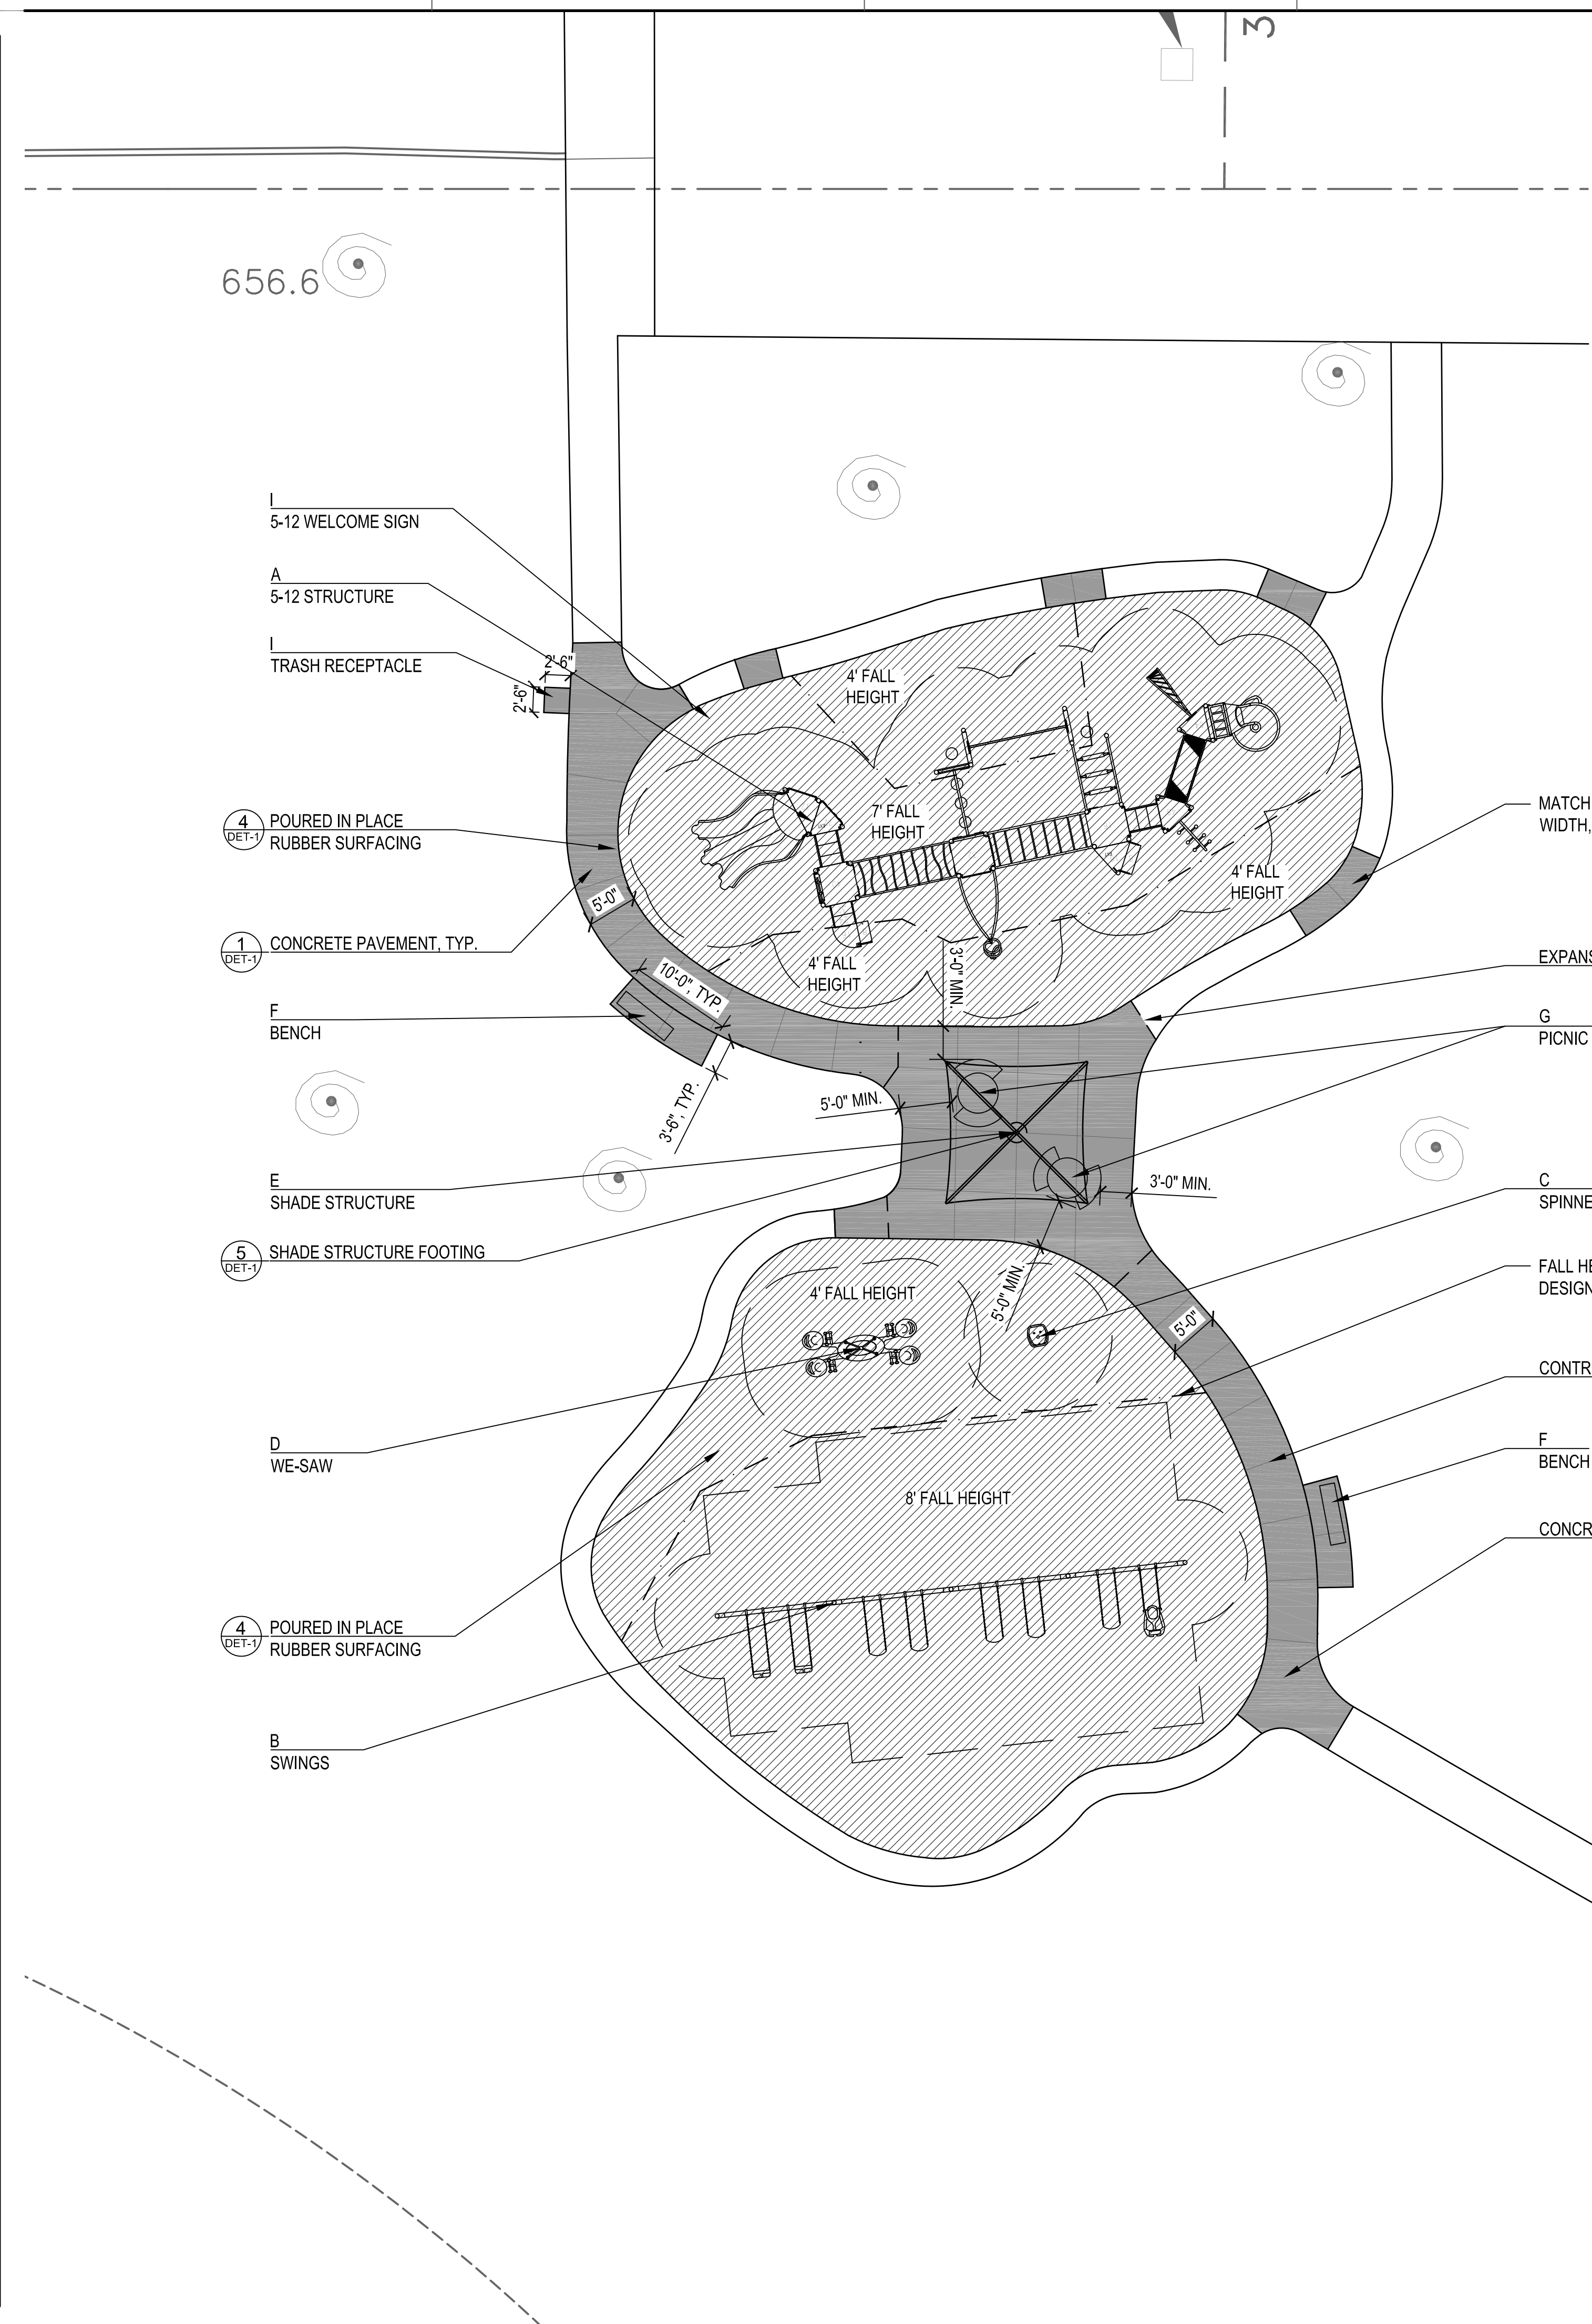 3
656.6
I
5-12 WELCOME SIGN
A
5-12 STRUCTURE
I
TRASH RECEPTACLE
2'-6"
2'-6"
4' FALL
HEIGHT
7' FALL
HEIGHT
4' FALL
HEIGHT
4' FALL
HEIGHT
4
DET-1
POURED IN PLACE
RUBBER SURFACING
MATCH
WIDTH,
5'-0"
1
DET-1
CONCRETE PAVEMENT, TYP.
10'-0", TYP.
3'-0" MIN.
EXPANS
F
BENCH
G
PICNIC
3'-6", TYP.
5'-0" MIN.
E
SHADE STRUCTURE
3'-0" MIN.
C
SPINNE
5
DET-1
SHADE STRUCTURE FOOTING
5'-0" MIN.
4' FALL HEIGHT
FALL HE
DESIGN
5'-0"
CONTR
D
WE-SAW
F
BENCH
8' FALL HEIGHT
CONCR
4
DET-1
POURED IN PLACE
RUBBER SURFACING
B
SWINGS